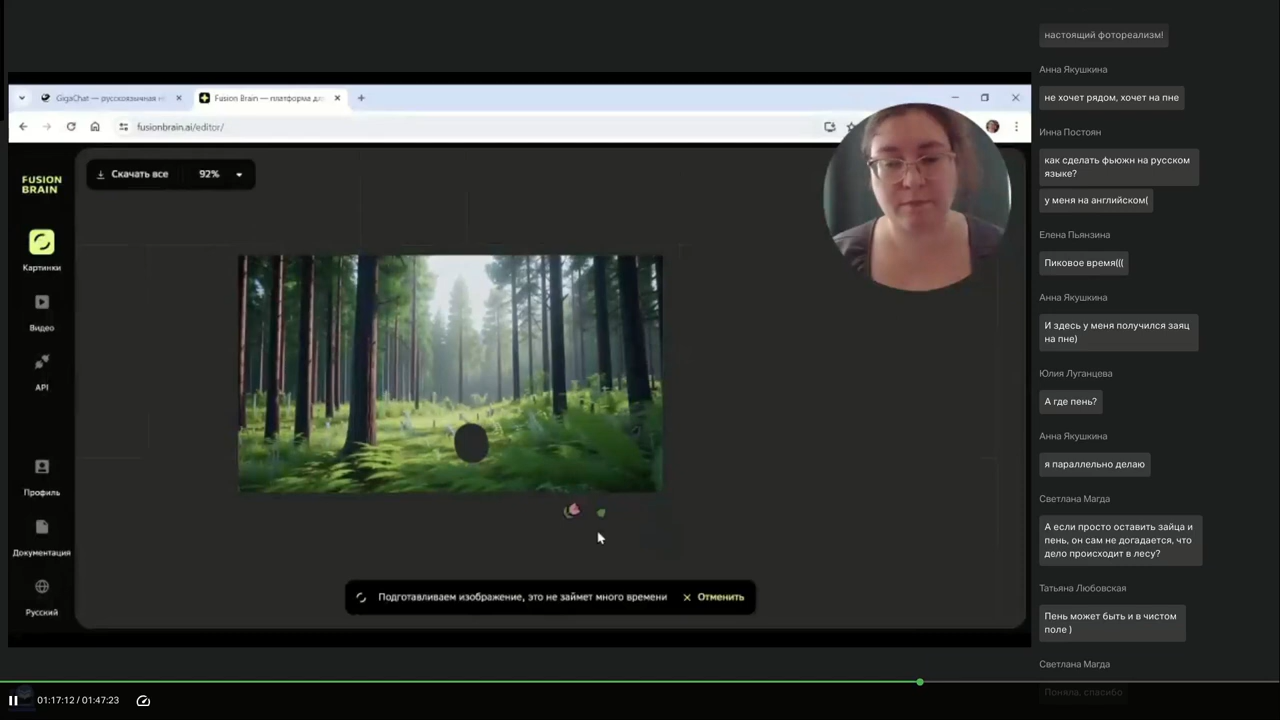 GigaChat — русскоязычная н
Fusion Brain — платформа дл
fusionbrain.ai/editor/
FUSION
BRAIN
Скачать все
92%
Картинки
Видео
API
Профиль
Документация
Русский
Подготавливаем изображение, это не займет много времени
Отменить
настоящий фотореализм!
Анна Якушкина
не хочет рядом, хочет на пне
Инна Постоян
как сделать фьюжн на русском
языке?
у меня на английском(
Елена Пьянзина
Пиковое время(((
Анна Якушкина
И здесь у меня получился заяц
на пне)
Юлия Луганцева
А где пень?
Анна Якушкина
я параллельно делаю
Светлана Магда
А если просто оставить зайца и
пень, он сам не догадается, что
дело происходит в лесу?
Татьяна Любовская
Пень может быть и в чистом
поле )
Светлана Магда
Поняла, спасибо
01:17:12 / 01:47:23